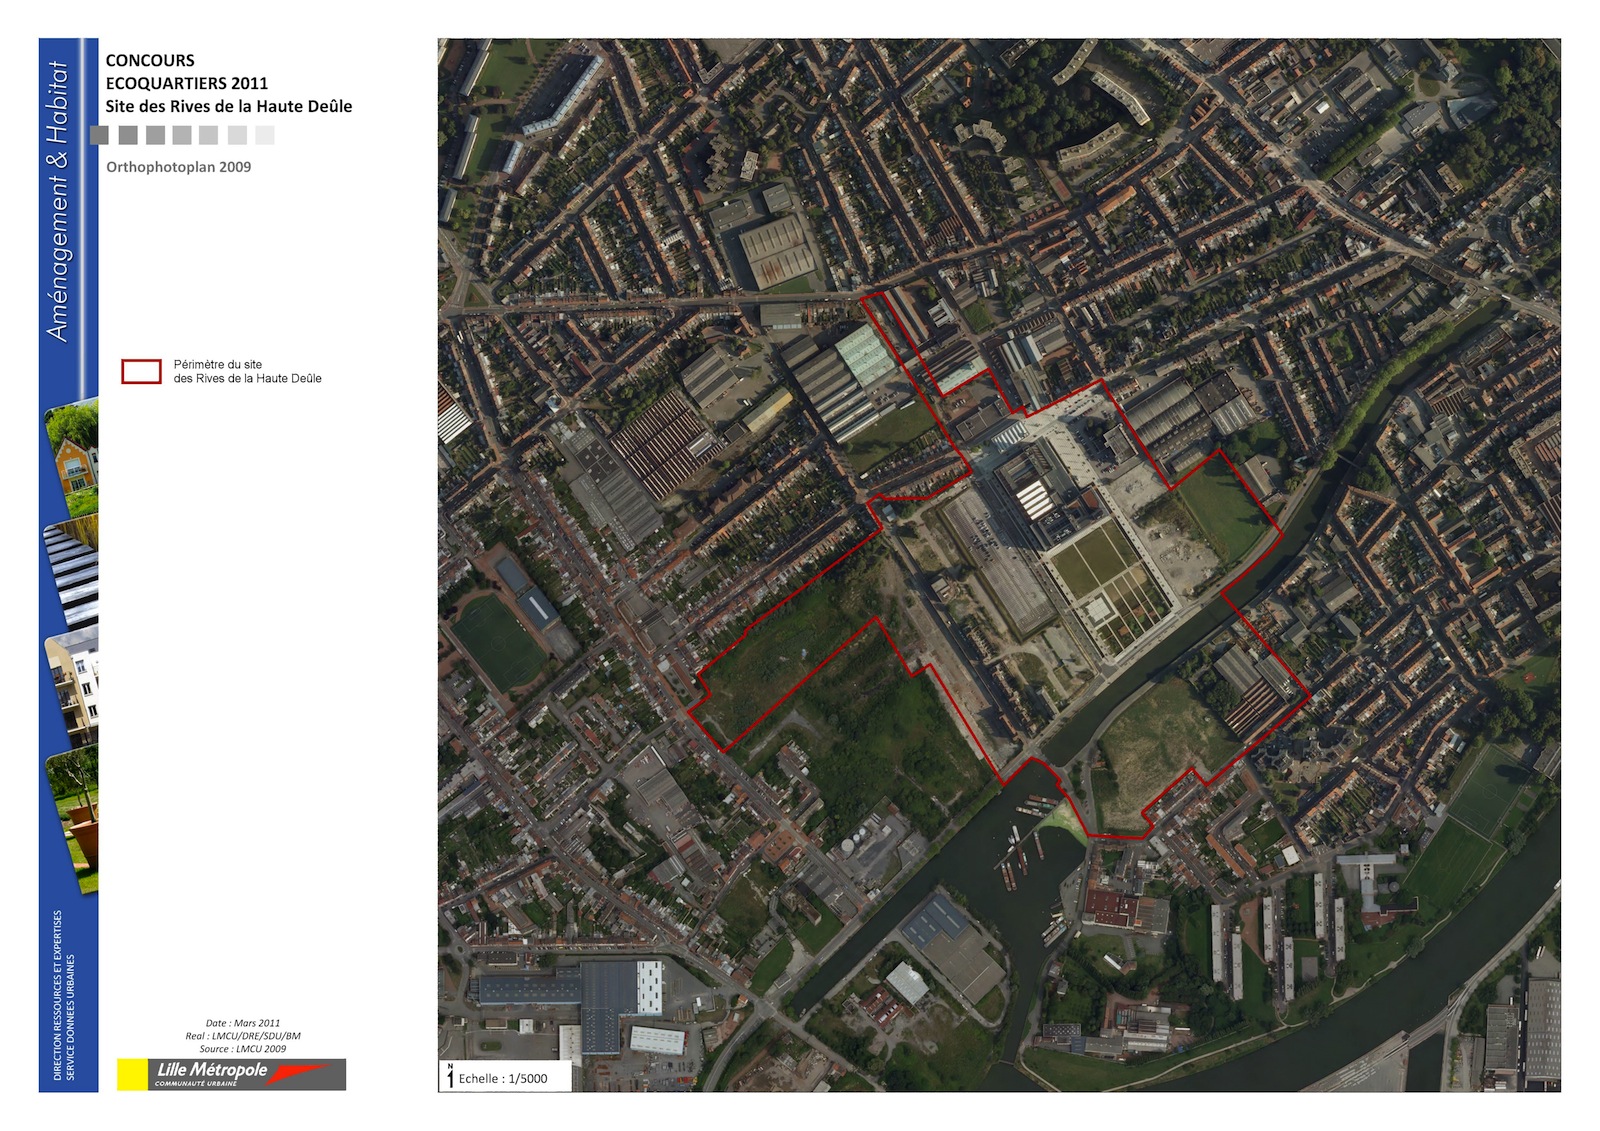 Aménagement & Habitat
CONCOURS
ECOQUARTIERS 2011
Site des Rives de la Haute Deûle
Orthophotoplan 2009
Périmètre du site
des Rives de la Haute Deûle
DIRECTION RESSOURCES ET EXPERTISES
SERVICE DONNEES URBAINES
Date : Mars 2011
Real : LMCU/DRE/SDU/BM
Source : LMCU 2009
Lille Métropole
COMMUNAUTÉ URBAINE
N
Echelle : 1/5000